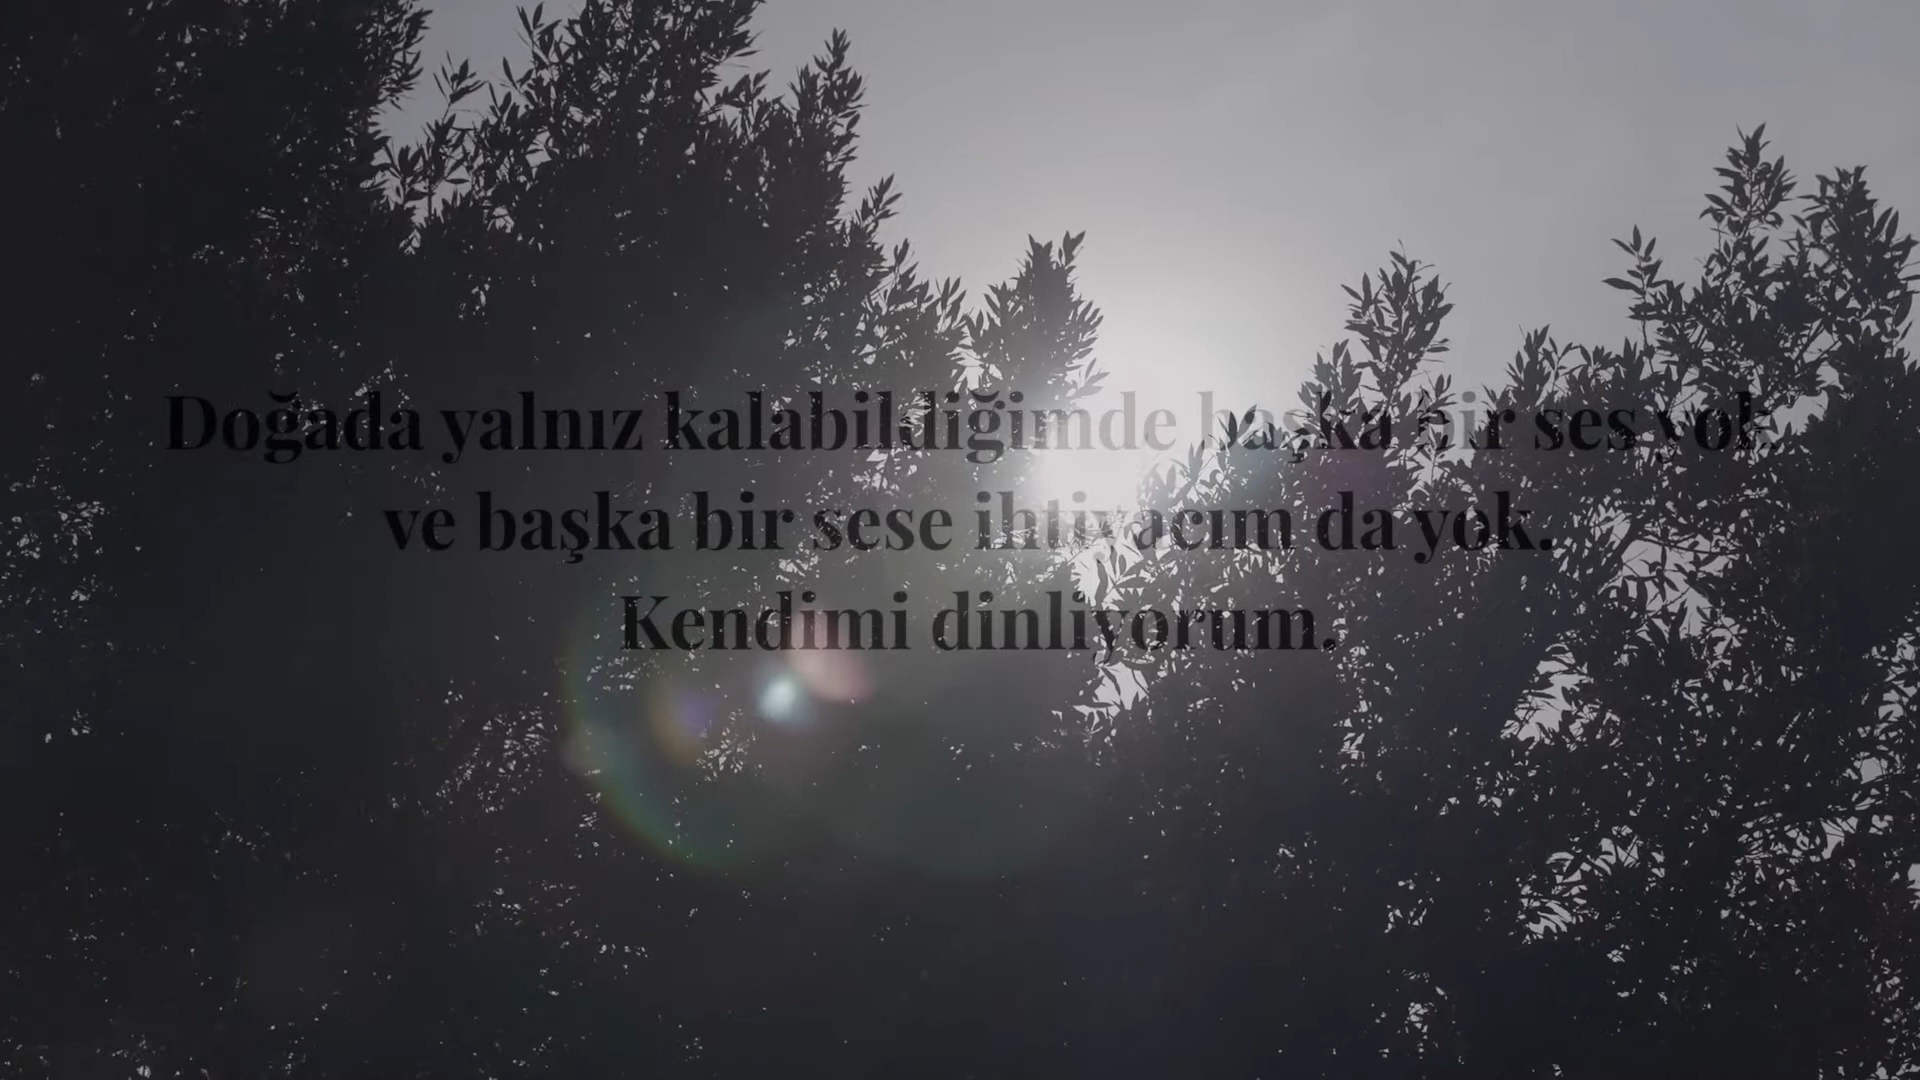 Doğada yalnız kalabildiğimde başka bir ses yok
ve başka bir sese ihtiyacım da yok.
Kendimi dinliyorum.